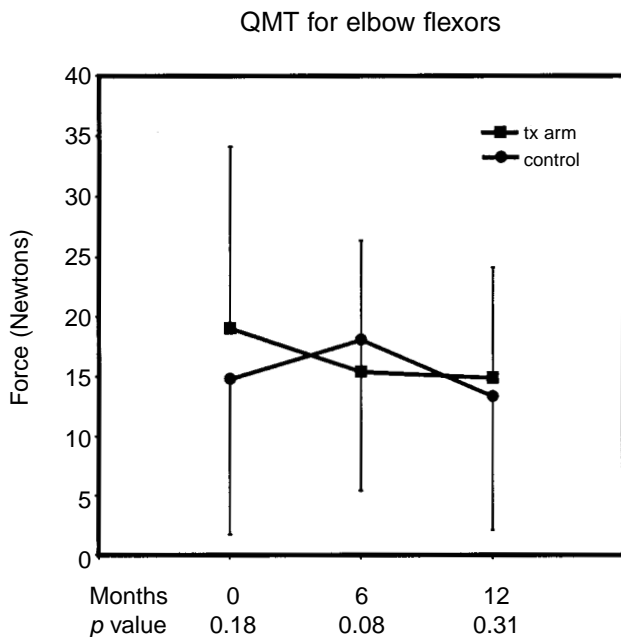 QMT for elbow flexors
40
35
30
25
20
15
10
5
0
Force (Newtons)
tx arm
control
Months 0 6 12
p value 0.18 0.08 0.31